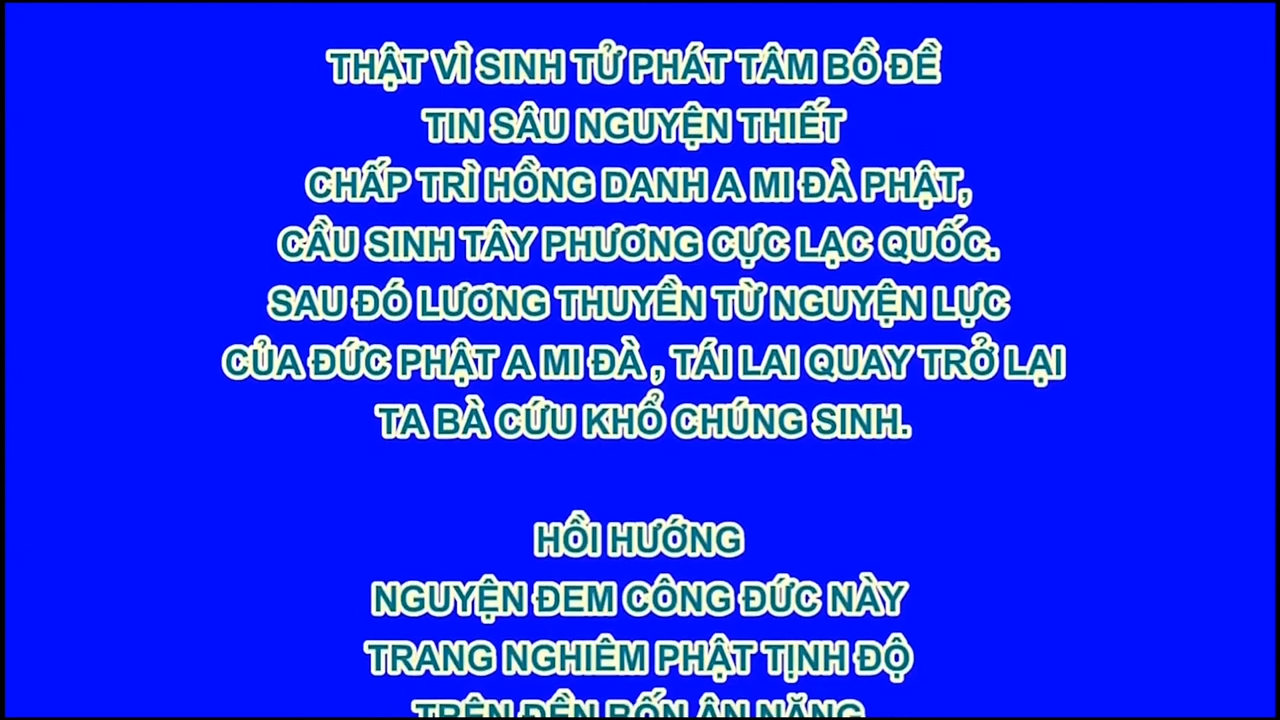 THẬT VÌ SINH TỬ PHÁT TÂM BỒ ĐỀ
TIN SÂU NGUYỆN THIẾT
CHẤP TRÌ HỒNG DANH A MI ĐÀ PHẬT,
CẦU SINH TÂY PHƯƠNG CỰC LẠC QUỐC.
SAU ĐÓ LƯƠNG THUYỀN TỪ NGUYỆN LỰC
CỦA ĐỨC PHẬT A MI ĐÀ , TÁI LAI QUAY TRỞ LẠI
TA BÀ CỨU KHỔ CHÚNG SINH.
HỒI HƯỚNG
NGUYỆN ĐEM CÔNG ĐỨC NÀY
TRANG NGHIÊM PHẬT TỊNH ĐỘ
TRÊN ĐỀN BỐN ÂN NẶNG